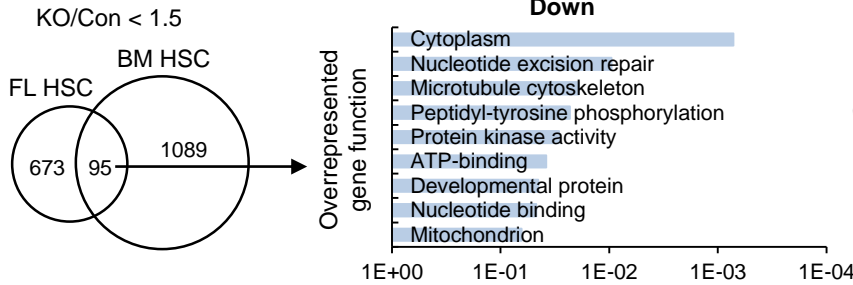 KO/Con < 1.5
BM HSC
FL HSC
673
95
1089
Down
Overrepresented
gene function
Cytoplasm
Nucleotide excision repair
Microtubule cytoskeleton
Peptidyl-tyrosine phosphorylation
Protein kinase activity
ATP-binding
Developmental protein
Nucleotide binding
Mitochondrion
1E+00 1E-01 1E-02 1E-03 1E-04